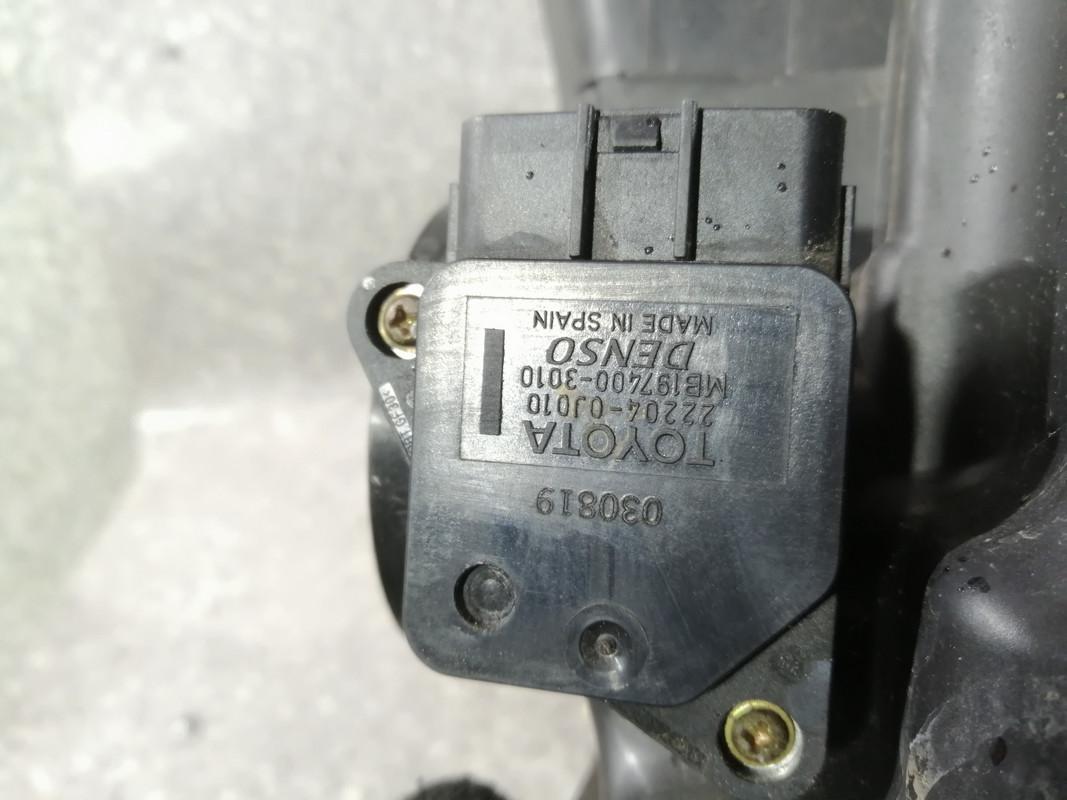 030819
TOYOTA
22204-0J010
MB197400-3010
DENSO
MADE IN SPAIN